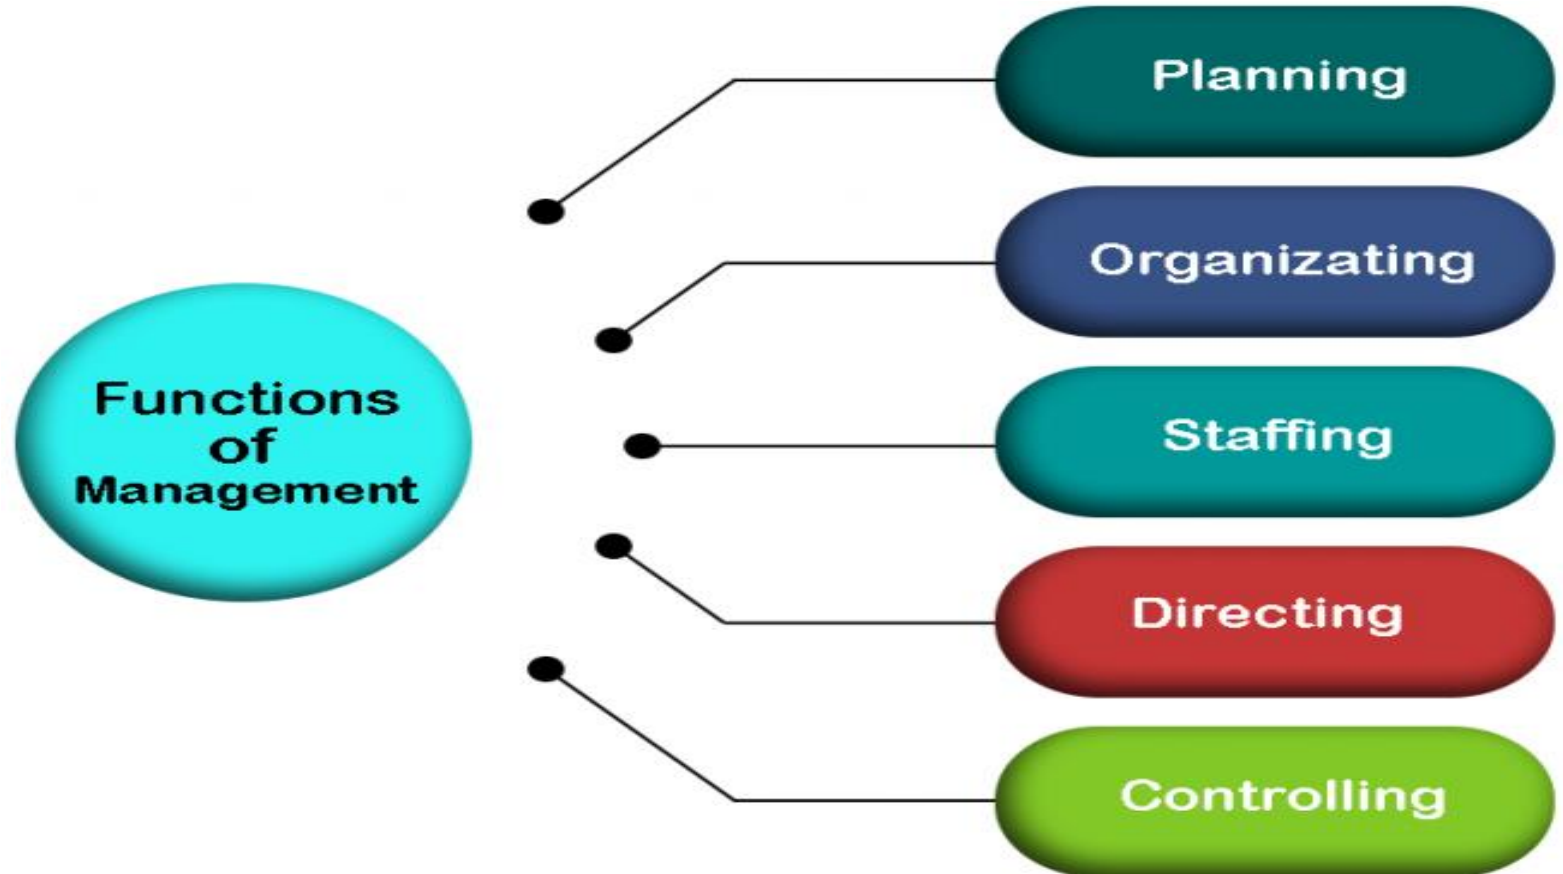 Functions
of
Management
Planning
Organizating
Staffing
Directing
Controlling